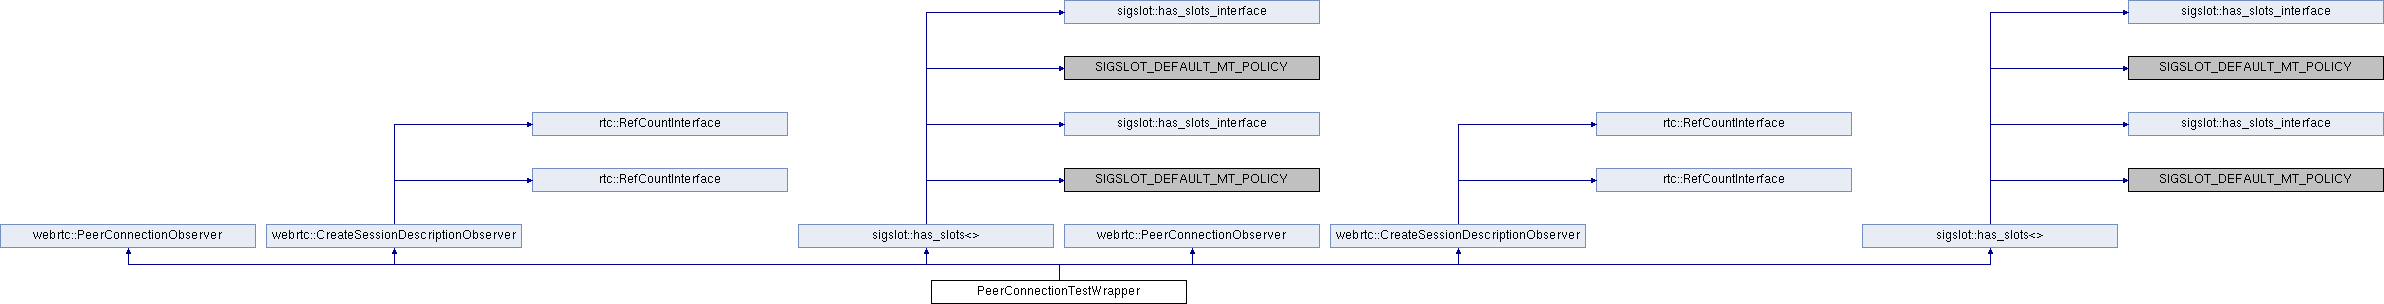 sigslot::has_slots_interface
sigslot::has_slots_interface
SIGSLOT_DEFAULT_MT_POLICY
SIGSLOT_DEFAULT_MT_POLICY
rtc::RefCountInterface
sigslot::has_slots_interface
rtc::RefCountInterface
sigslot::has_slots_interface
rtc::RefCountInterface
SIGSLOT_DEFAULT_MT_POLICY
rtc::RefCountInterface
SIGSLOT_DEFAULT_MT_POLICY
webrtc::PeerConnectionObserver
webrtc::CreateSessionDescriptionObserver
sigslot::has_slots<>
webrtc::PeerConnectionObserver
webrtc::CreateSessionDescriptionObserver
sigslot::has_slots<>
PeerConnectionTestWrapper